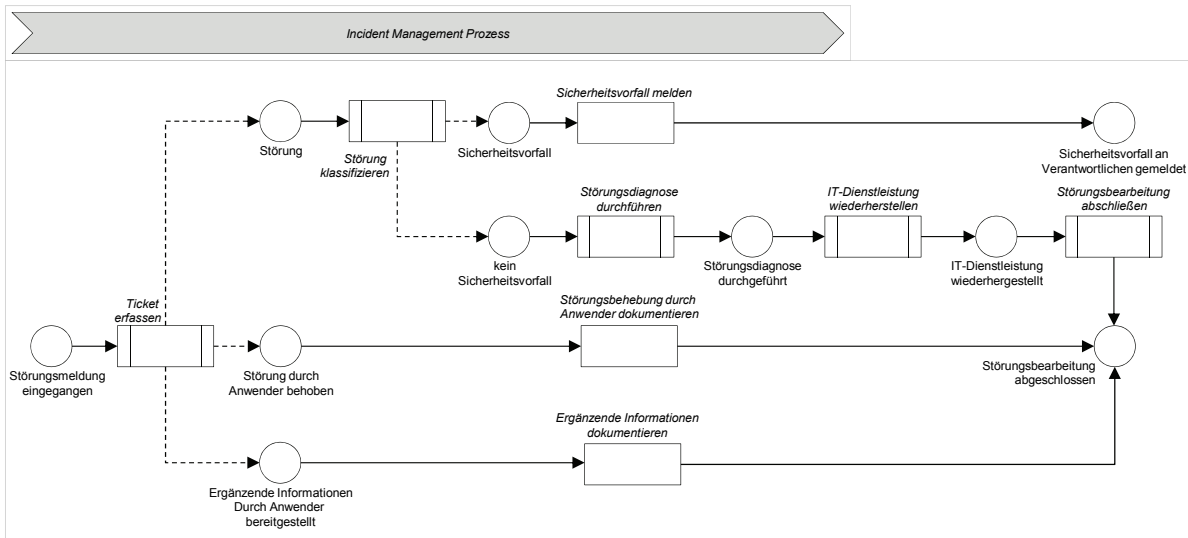 Incident Management Prozess
Sicherheitsvorfall melden
Störung
Störung
klassifizieren
Sicherheitsvorfall
Sicherheitsvorfall an
Verantwortlichen gemeldet
Störungsdiagnose
durchführen
IT-Dienstleistung
wiederherstellen
Störungsbearbeitung
abschließen
kein
Sicherheitsvorfall
Störungsdiagnose
durchgeführt
IT-Dienstleistung
wiederhergestellt
Ticket
erfassen
Störungsbehebung durch
Anwender dokumentieren
Störungsmeldung
eingegangen
Störung durch
Anwender behoben
Störungsbearbeitung
abgeschlossen
Ergänzende Informationen
dokumentieren
Ergänzende Informationen
Durch Anwender
bereitgestellt